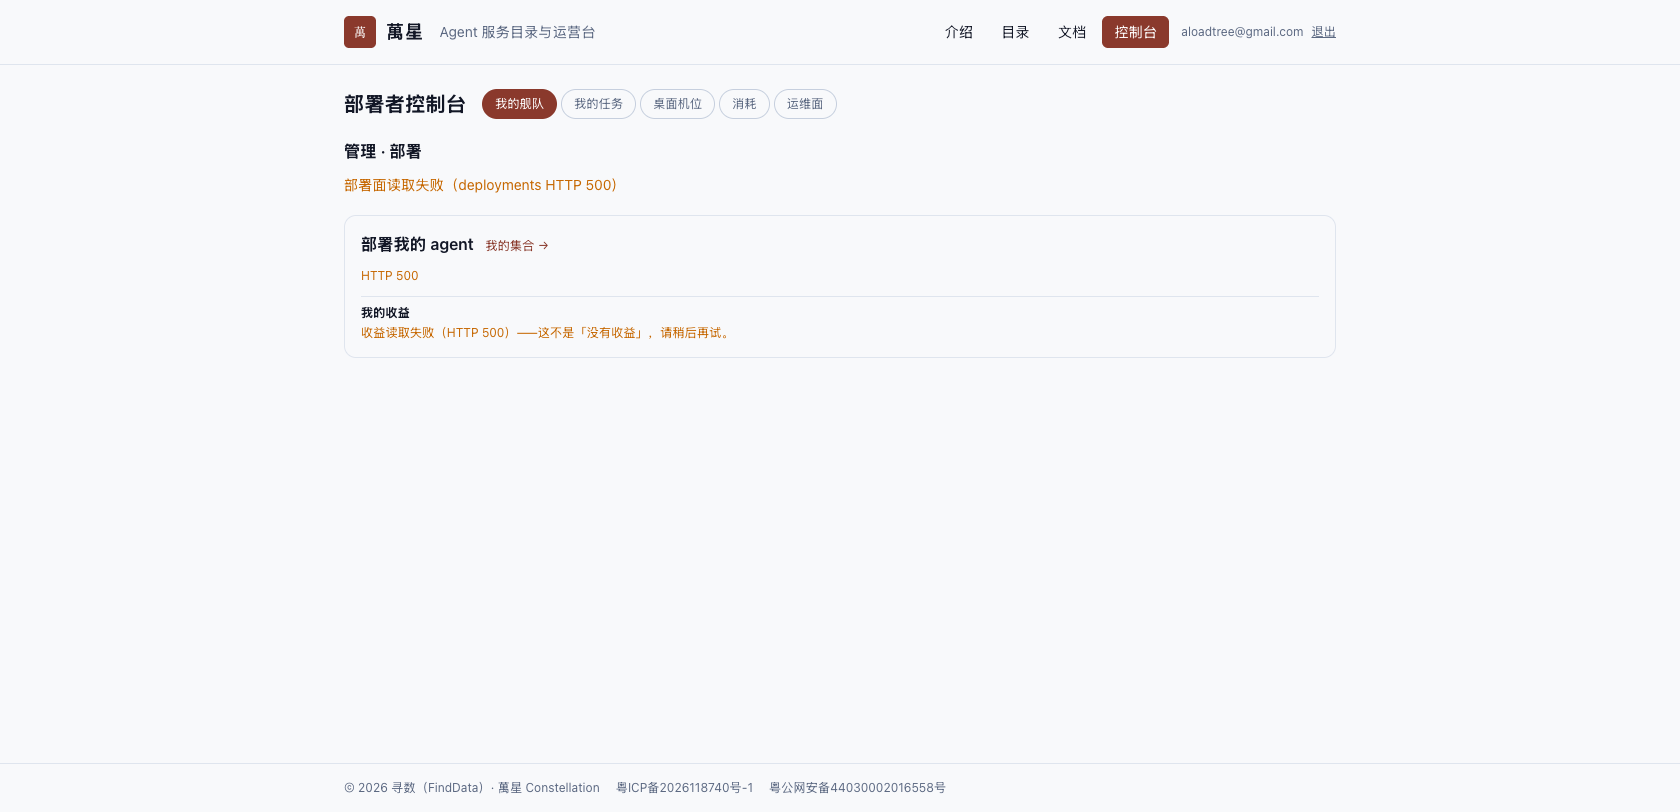 萬 萬星 Agent 服务目录与运营台 介绍 目录 文档 控制台 aloadtree@gmail.com 退出
部署者控制台 我的舰队 我的任务 桌面机位 消耗 运维面
管理 · 部署
部署面读取失败（deployments HTTP 500）
部署我的 agent 我的集合 →
HTTP 500
我的收益
收益读取失败（HTTP 500）——这不是「没有收益」，请稍后再试。
© 2026 寻数（FindData）· 萬星 Constellation 粤ICP备2026118740号-1 粤公网安备44030002016558号